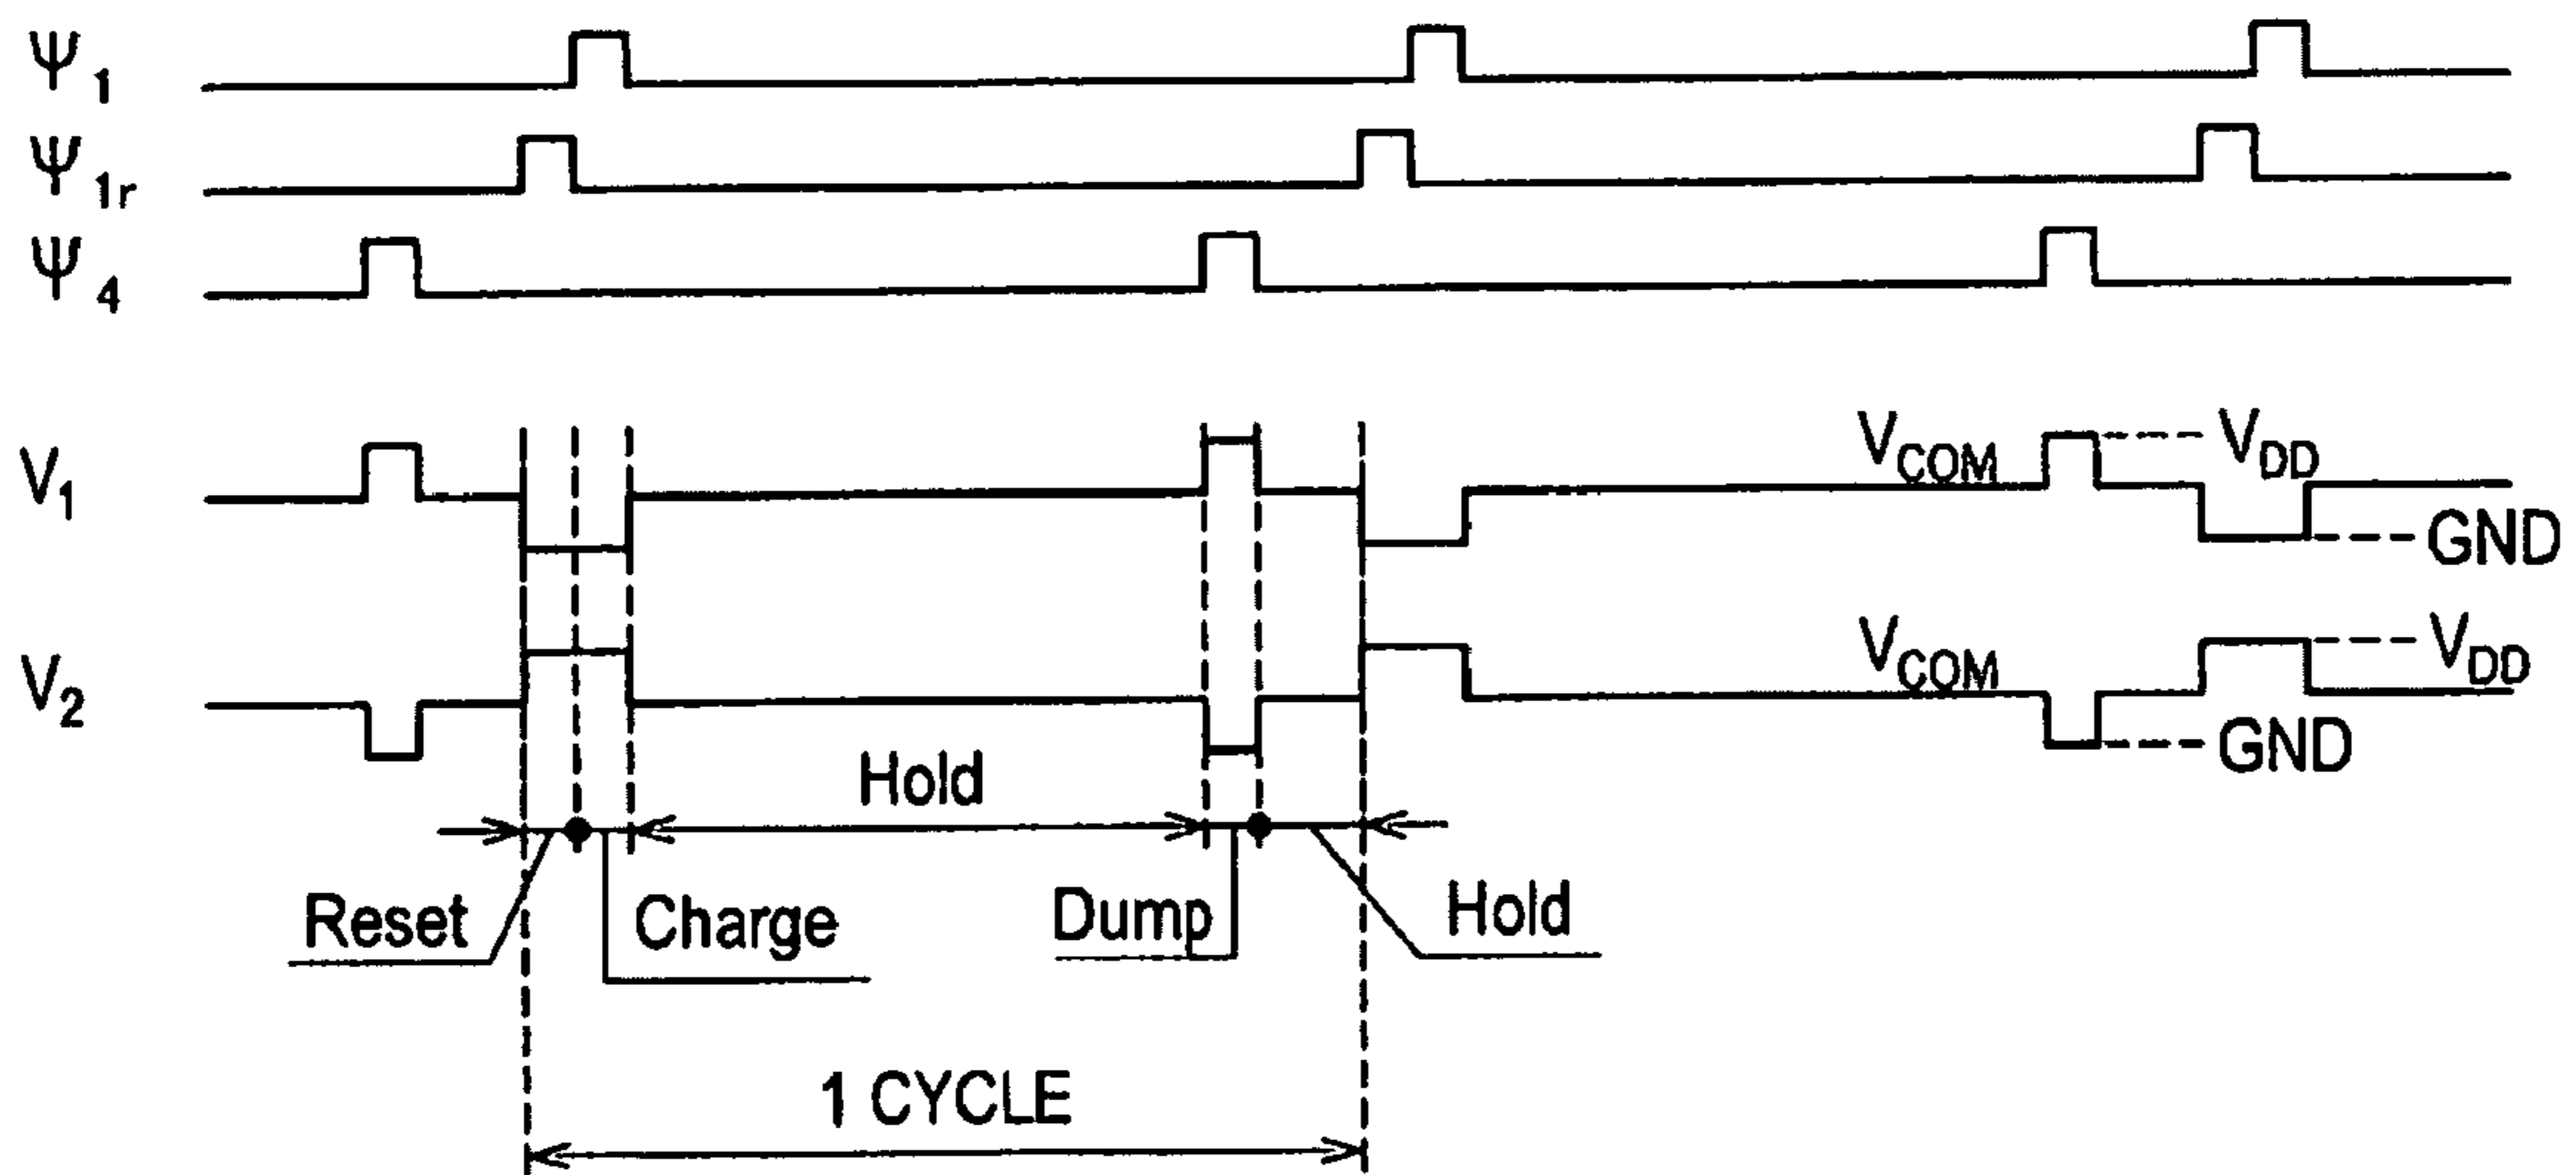 Ψ1
Ψ1r
Ψ4
V1
VCOM
VDD
GND
V2
VCOM
VDD
GND
Hold
Reset
Charge
Dump
Hold
1 CYCLE